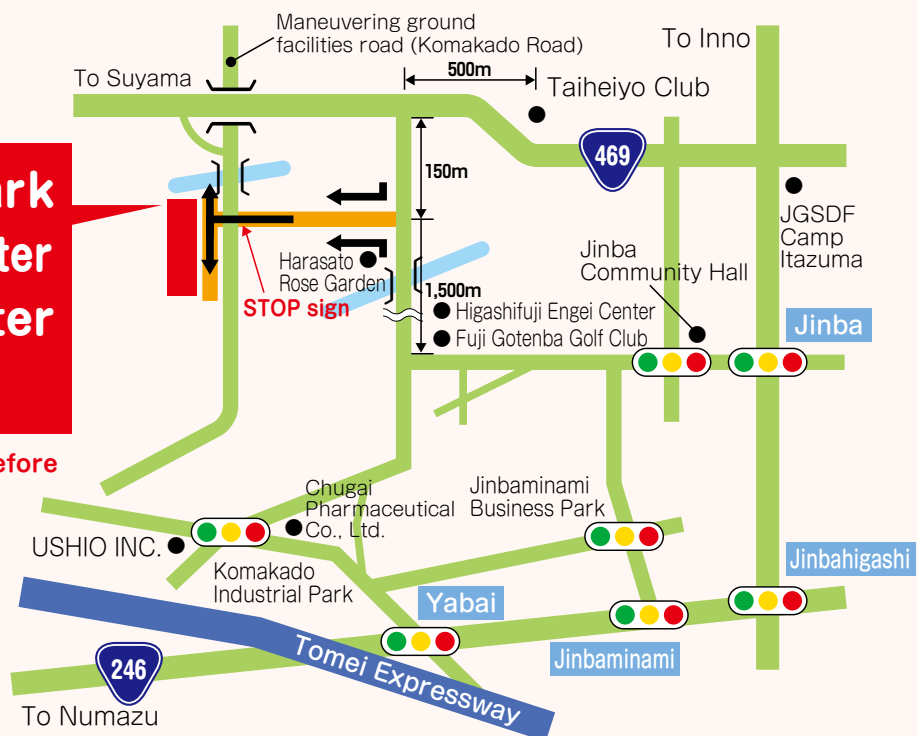 Maneuvering ground
facilities road (Komakado Road)
To Inno
To Suyama
500m
Taiheiyo Club
469
150m
JGSDF
Camp
Itazuma
Harasato
Rose Garden
STOP sign
1,500m
Jinba
Community Hall
Higashifuji Engei Center
Fuji Gotenba Golf Club
Jinba
ark
ter
ter
efore
Chugai
Pharmaceutical
Co., Ltd.
Jinbaminami
Business Park
USHIO INC.
Komakado
Industrial Park
Jinbahigashi
Yabai
Jinbaminami
Tomei Expressway
246
To Numazu